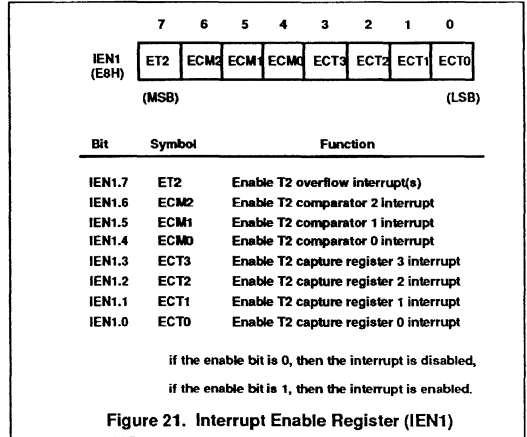 7 6 5 4 3 2 1 0
IEN1 (E8H) ET2 ECM2 ECM1 ECM0 ECT3 ECT2 ECT1 ECT0
(MSB) (LSB)
Bit Symbol Function
IEN1.7 ET2 Enable T2 overflow interrupt(s)
IEN1.6 ECM2 Enable T2 comparator 2 interrupt
IEN1.5 ECM1 Enable T2 comparator 1 interrupt
IEN1.4 ECM0 Enable T2 comparator 0 interrupt
IEN1.3 ECT3 Enable T2 capture register 3 interrupt
IEN1.2 ECT2 Enable T2 capture register 2 interrupt
IEN1.1 ECT1 Enable T2 capture register 1 interrupt
IEN1.0 ECT0 Enable T2 capture register 0 interrupt
if the enable bit is 0, then the interrupt is disabled,
if the enable bit is 1, then the interrupt is enabled.
Figure 21. Interrupt Enable Register (IEN1)